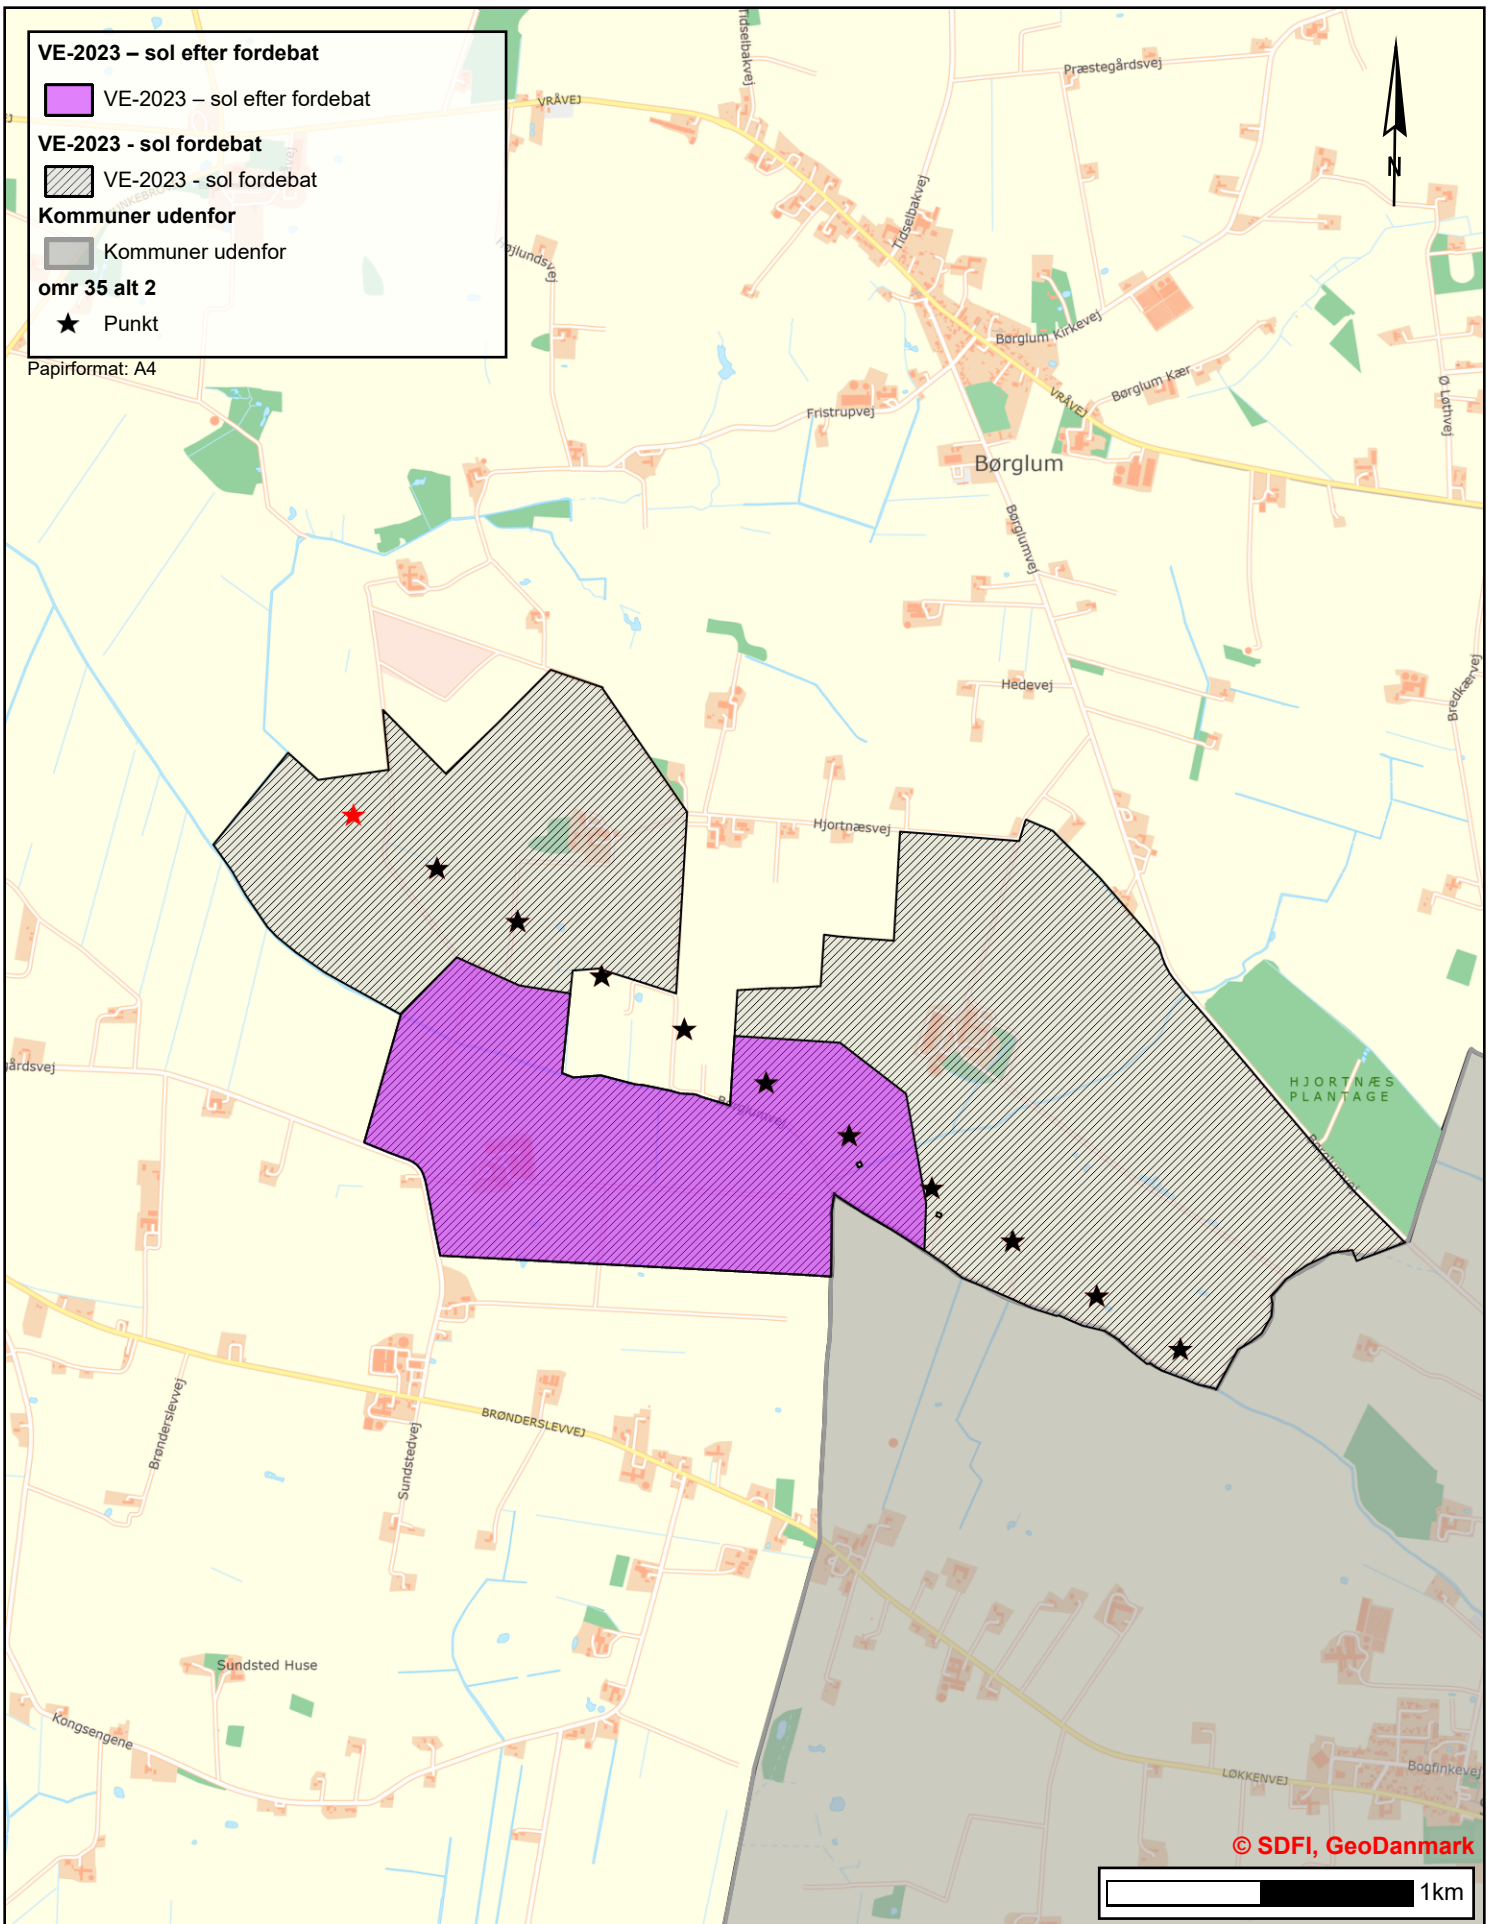 VE-2023 – sol efter fordebat
VE-2023 – sol efter fordebat
VE-2023 - sol fordebat
VE-2023 - sol fordebat
Kommuner udenfor
Kommuner udenfor
omr 35 alt 2
Punkt
Papirformat: A4
N
Tidselbakvej
Præstegårdsvej
VRÅVEJ
Tidselbakvej
Højlundsvej
Børglum Kirkevej
Børglum Kær
VRÅVEJ
Ø Løthvej
Fristrupvej
Børglum
Børglumvej
Hedevej
Bredkærvej
Hjortnæsvej
gårdsvej
HJORTNÆS
PLANTAGE
Børglumvej
Børglumvej
Brønderslevvej
Sundstedvej
BRØNDERSLEVVEJ
Sundsted Huse
Kongsengene
LØKKENVEJ
Bogfinkevej
© SDFI, GeoDanmark
1km